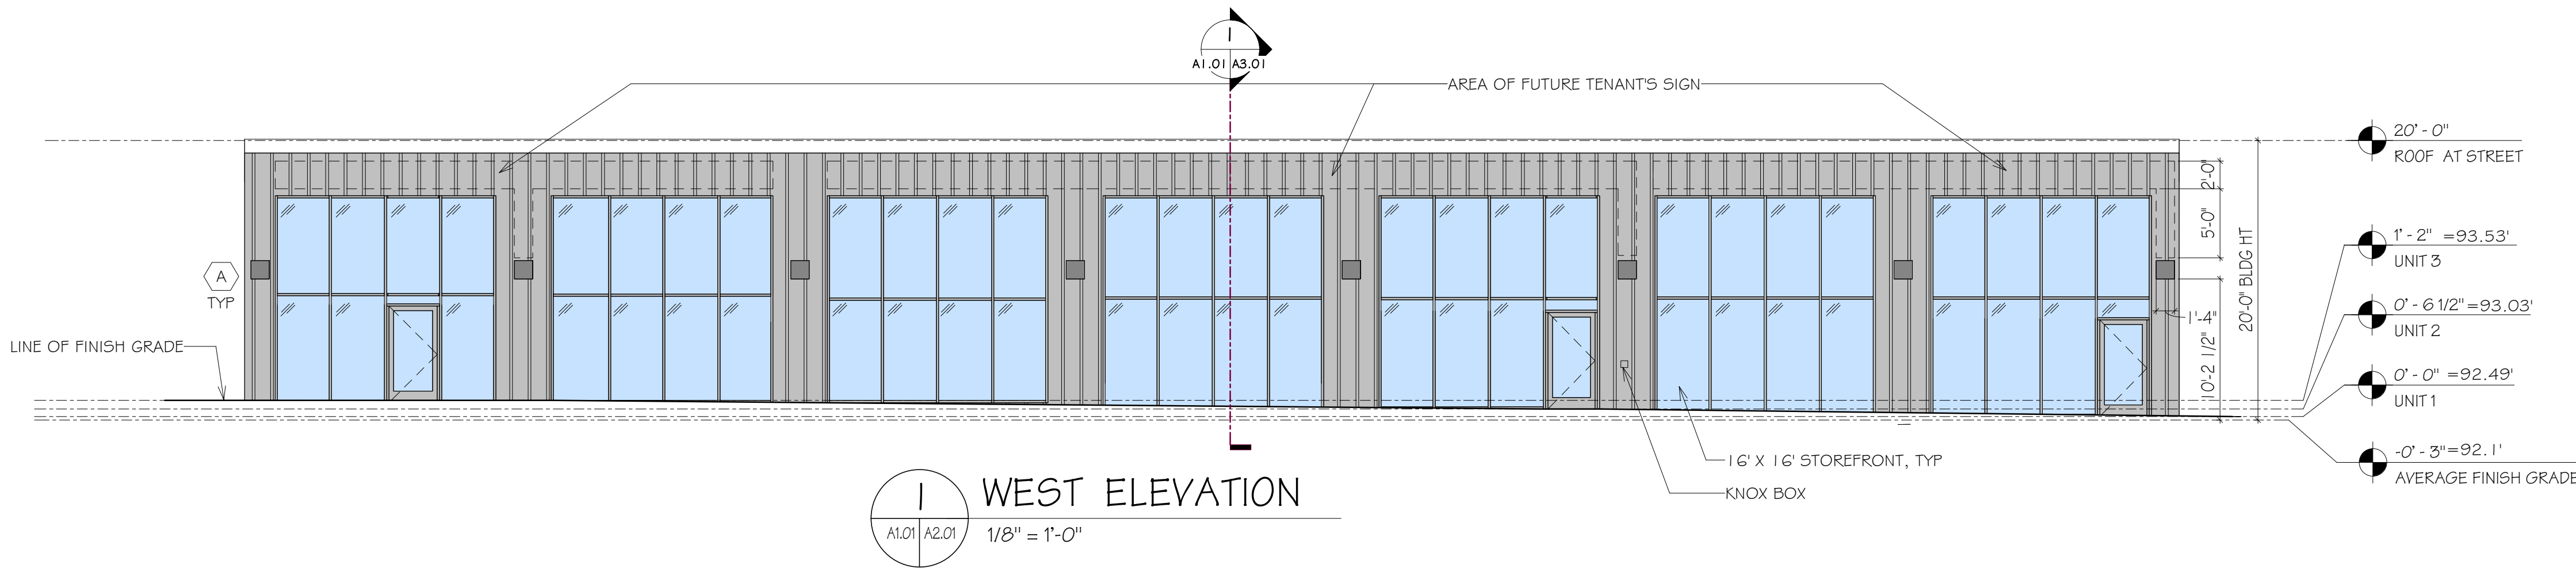 1
A1.01 A3.01
AREA OF FUTURE TENANT'S SIGN
20'-0"
ROOF AT STREET
2'-0"
5'-0"
10'-2 1/2"
1'-4"
20'-0" BLDG HT
1'-2" =93.53'
UNIT 3
0'-6 1/2"=93.03'
UNIT 2
0'-0" =92.49'
UNIT 1
-0'-3"=92.1'
AVERAGE FINISH GRADE
A
TYP
LINE OF FINISH GRADE
16' X 16' STOREFRONT, TYP
KNOX BOX
1
A1.01 A2.01
WEST ELEVATION
1/8" = 1'-0"